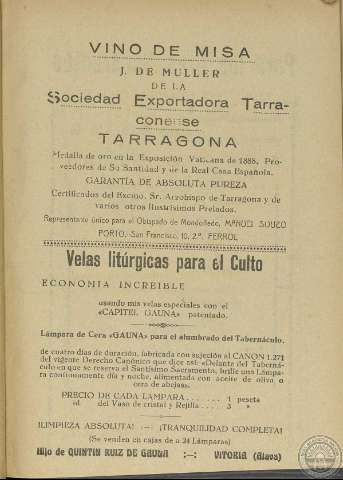 VINO DE MISA
J. DE MULLER
DE LA
Sociedad Exportadora Tarra-
conense
TARRAGONA
Medalla de oro en la Exposición Vaticana de 1888, Pro-
veedores de Su Santidad y de la Real Casa Española.
GARANTÍA DE ABSOLUTA PUREZA
Certificados del Excmo. Sr. Arzobispo de Tarragona y de
varios otros Ilustrísimos Prelados.
Representante único para el Obispado de Mondoñedo, MANUEL SOUZO
PORTO, San Francisco, 10, 2.º FERROL
Velas litúrgicas para el Culto
ECONOMIA INCREIBLE
usando mis velas especiales con el
«CAPITEL GAUNA» patentado.
Lámpara de Cera «GAUNA» para el alumbrado del Tabernáculo,
de cuatro días de duración, fabricada con sujeción al CANON 1.271
del vigente Derecho Canónico que dice así: «Delante del Taberná-
culo en que se reserva el Santísimo Sacramento, brille una Lámpa-
ra continuamente día y noche, alimentada con aceite de oliva o
cera de abejas».
PRECIO DE CADA LAMPARA . . . . . . 1 peseta
id. del Vaso de cristal y Rejilla . . . 3 »
¡LIMPIEZA ABSOLUTA! :—: ¡TRANQUILIDAD COMPLETA!
(Se venden en cajas de a 24 Lámparas)
Hijo de QUINTIN RUIZ DE GAUNA :—: VITORIA (Alava)